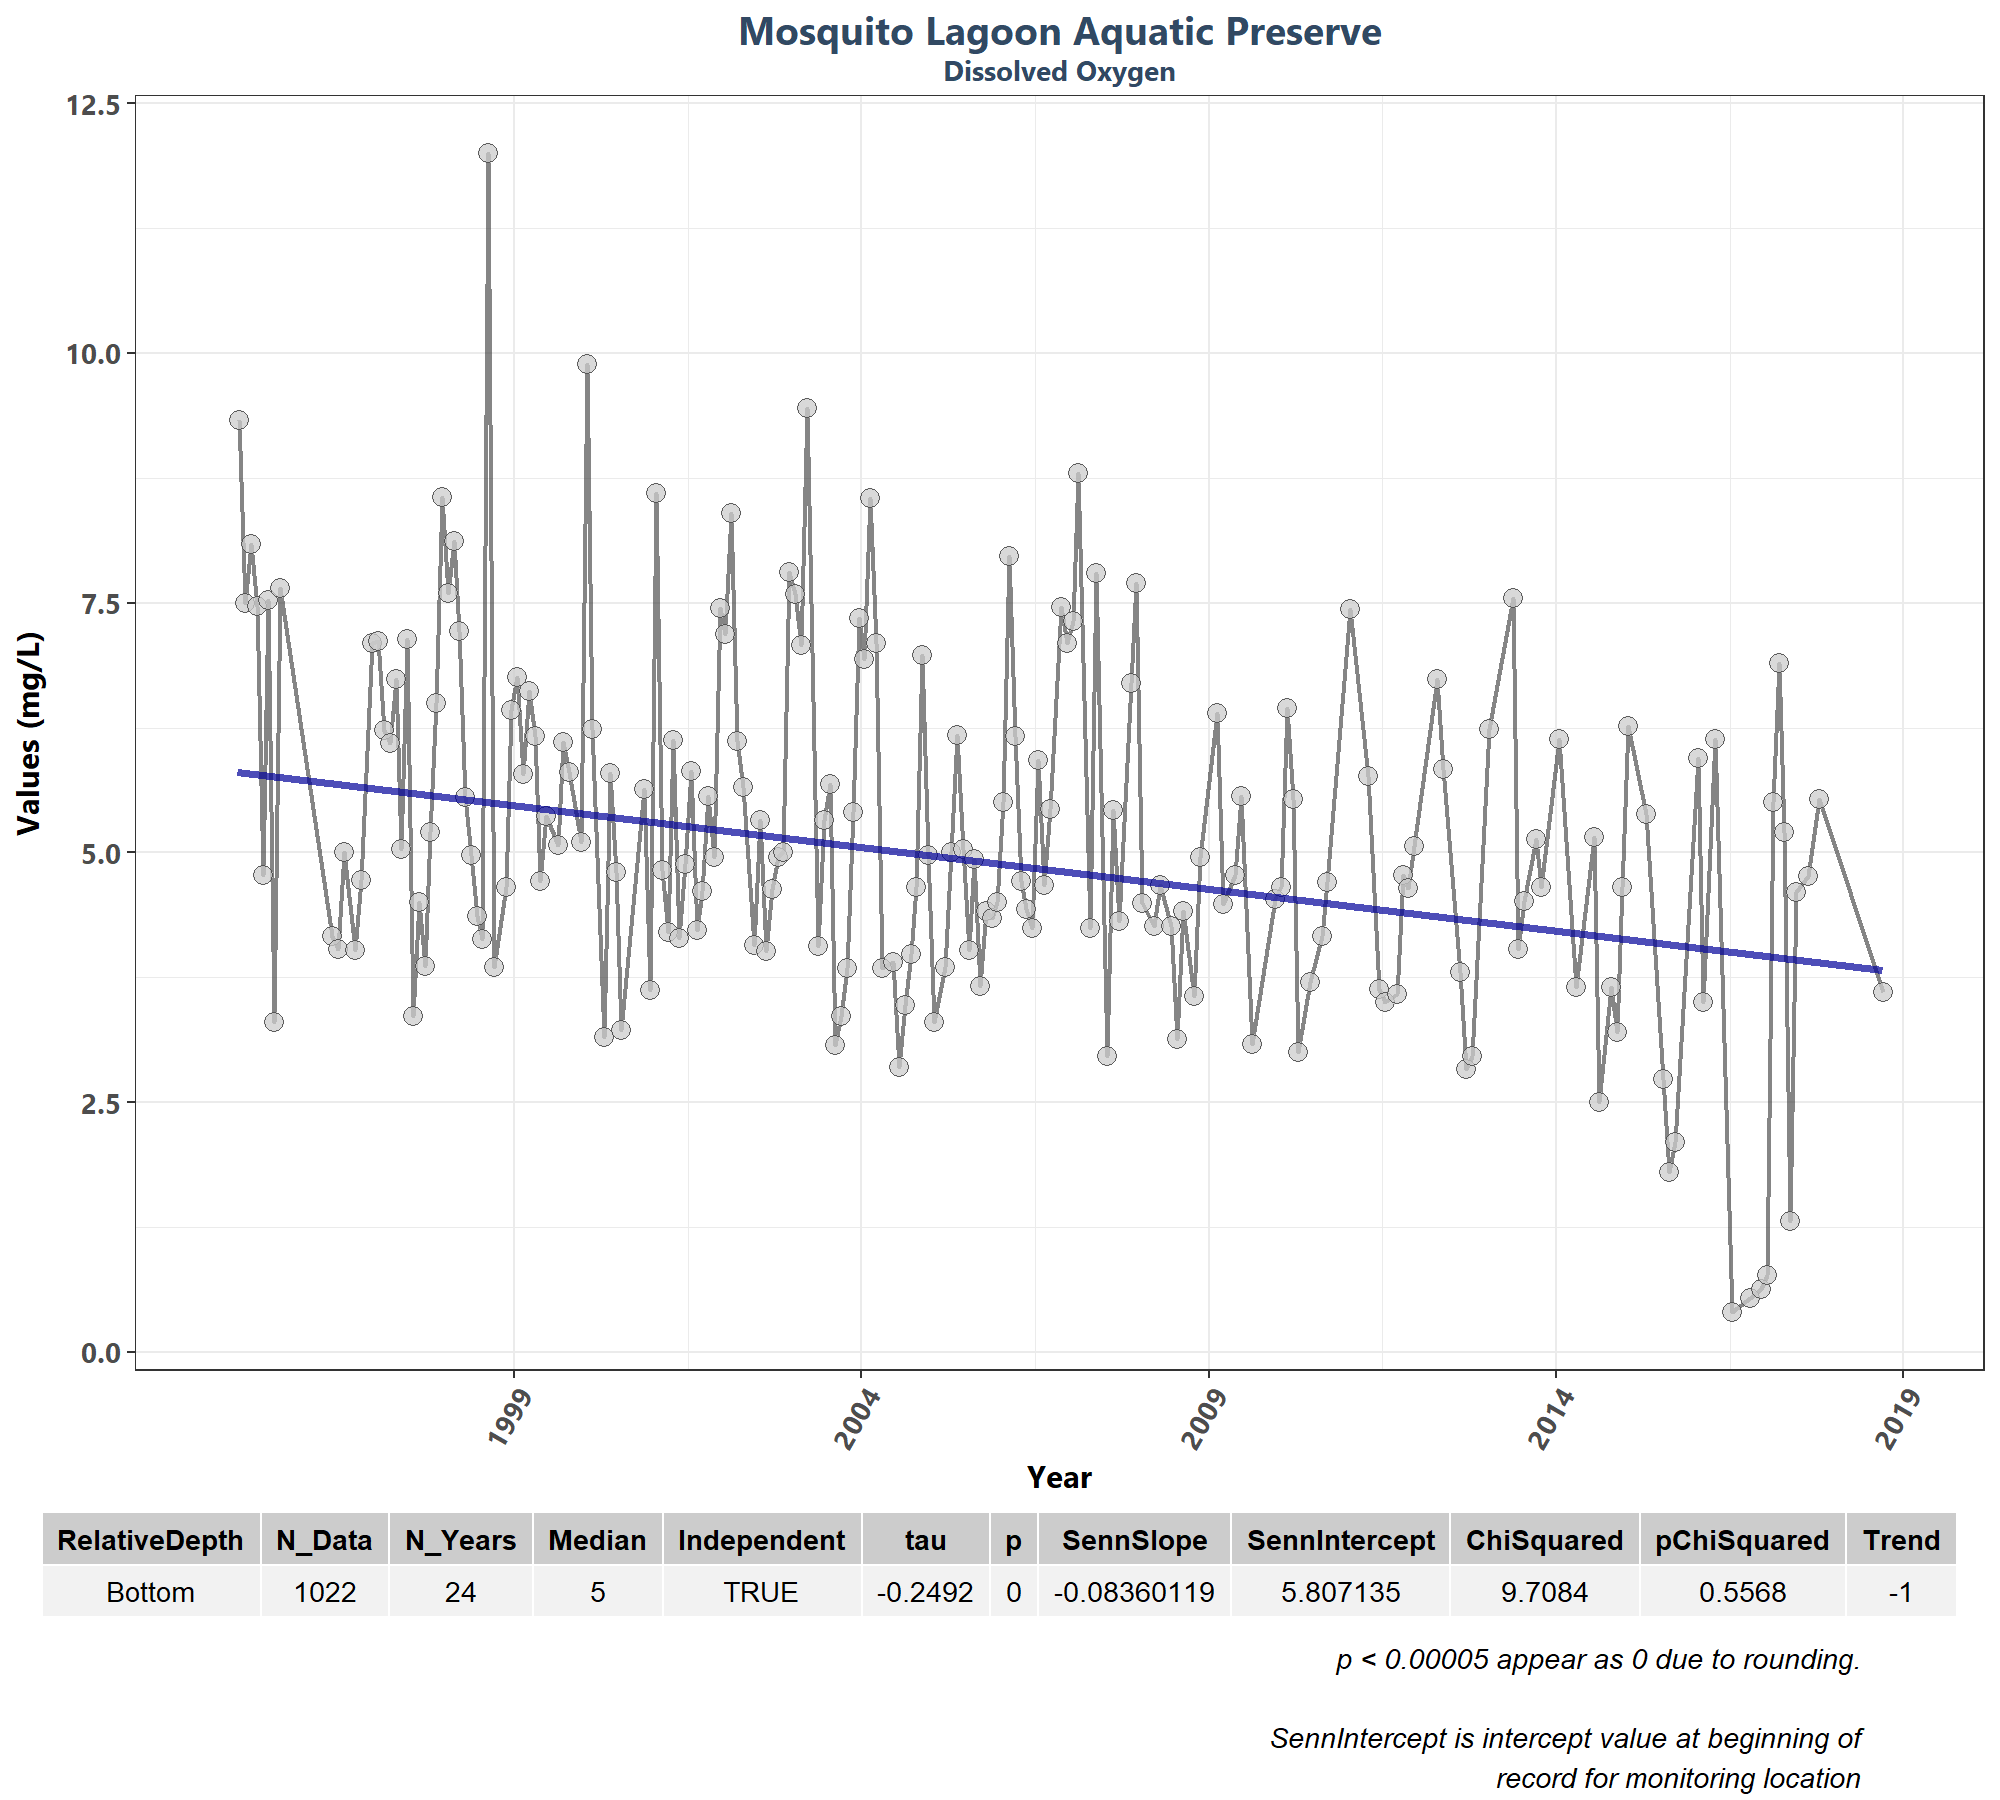 Mosquito Lagoon Aquatic Preserve
Dissolved Oxygen
12.5
10.0
7.5
5.0
2.5
0.0
Values (mg/L)
1999
2004
2009
2014
2019
Year
RelativeDepth N_Data N_Years Median Independent tau p SennSlope SennIntercept ChiSquared pChiSquared Trend
Bottom 1022 24 5 TRUE -0.2492 0 -0.08360119 5.807135 9.7084 0.5568 -1
p < 0.00005 appear as 0 due to rounding.
SennIntercept is intercept value at beginning of
record for monitoring location